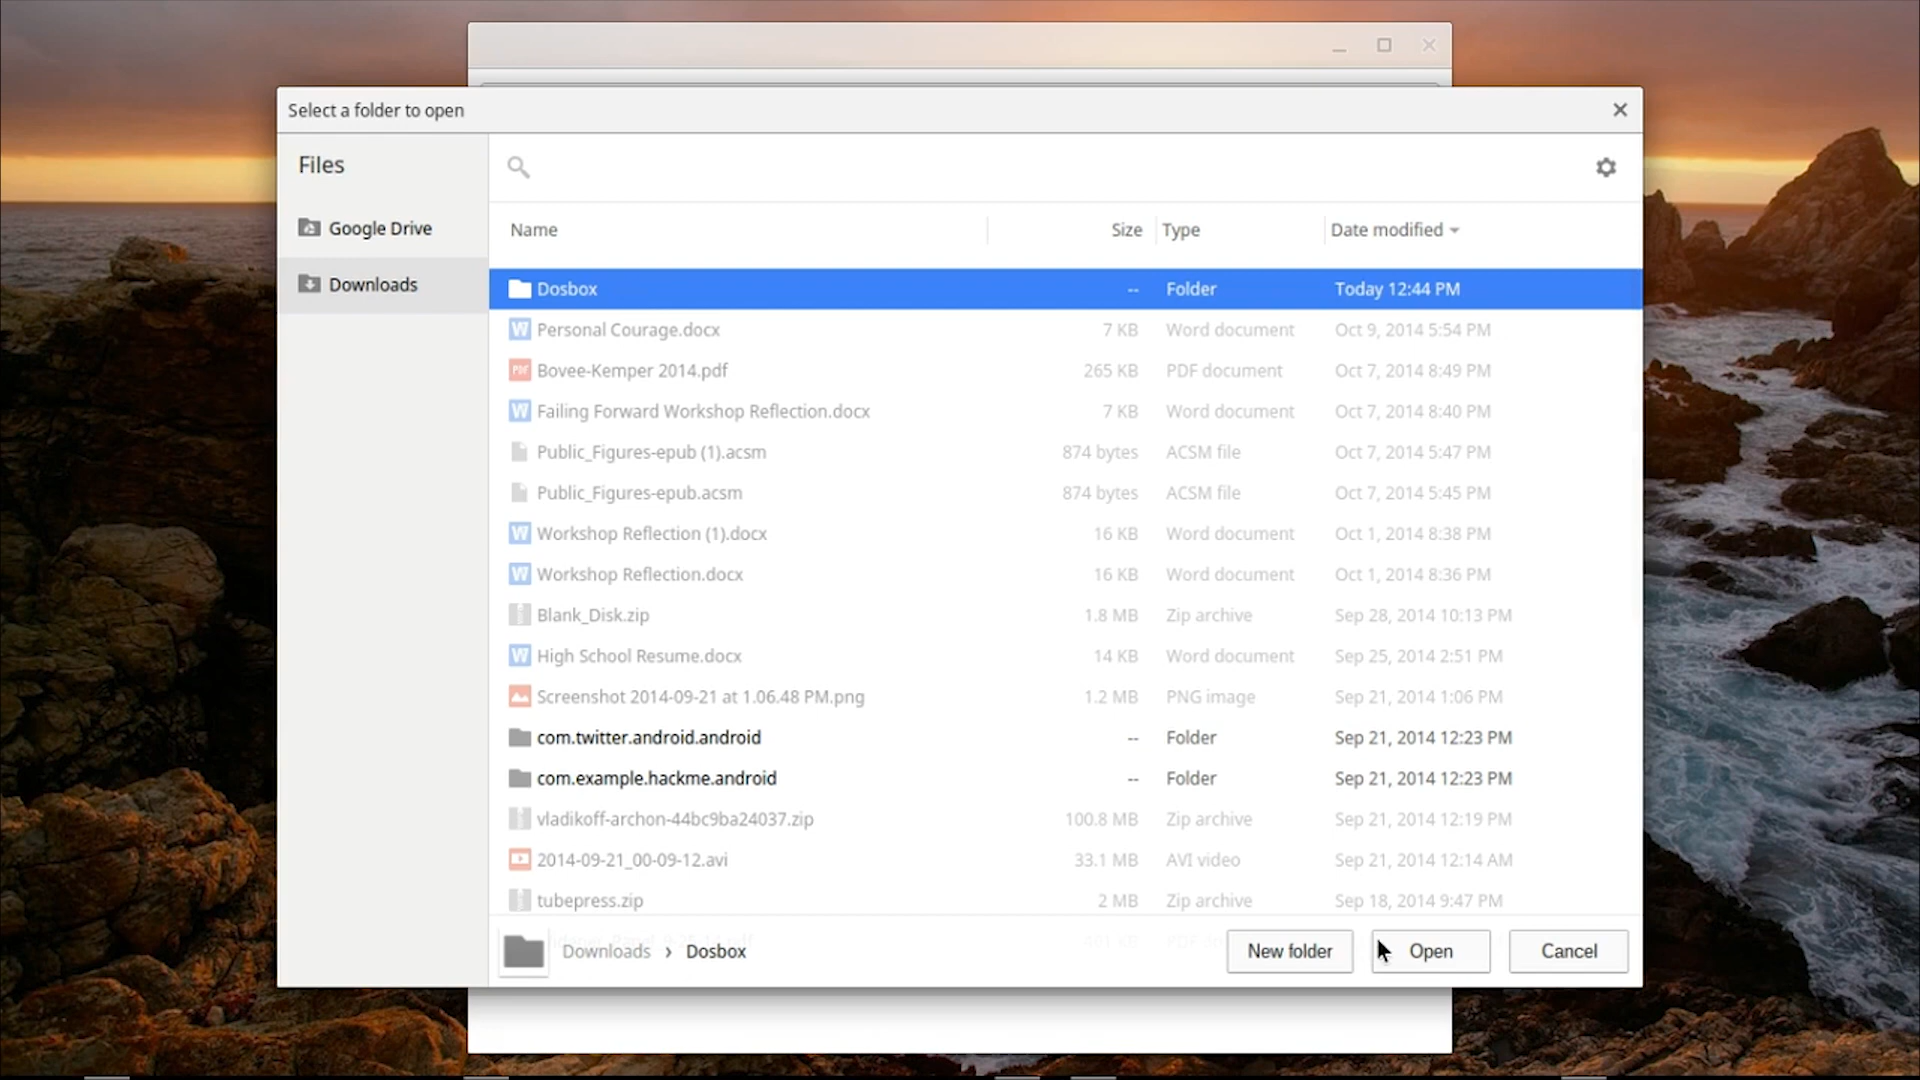 Select a folder to open
Files
Google Drive
Downloads
Name Size Type Date modified
Dosbox -- Folder Today 12:44 PM
Personal Courage.docx 7 KB Word document Oct 9, 2014 5:54 PM
Bovee-Kemper 2014.pdf 265 KB PDF document Oct 7, 2014 8:49 PM
Failing Forward Workshop Reflection.docx 7 KB Word document Oct 7, 2014 8:40 PM
Public_Figures-epub (1).acsm 874 bytes ACSM file Oct 7, 2014 5:47 PM
Public_Figures-epub.acsm 874 bytes ACSM file Oct 7, 2014 5:45 PM
Workshop Reflection (1).docx 16 KB Word document Oct 1, 2014 8:38 PM
Workshop Reflection.docx 16 KB Word document Oct 1, 2014 8:36 PM
Blank_Disk.zip 1.8 MB Zip archive Sep 28, 2014 10:13 PM
High School Resume.docx 14 KB Word document Sep 25, 2014 2:51 PM
Screenshot 2014-09-21 at 1.06.48 PM.png 1.2 MB PNG image Sep 21, 2014 1:06 PM
com.twitter.android.android -- Folder Sep 21, 2014 12:23 PM
com.example.hackme.android -- Folder Sep 21, 2014 12:23 PM
vladikoff-archon-44bc9ba24037.zip 100.8 MB Zip archive Sep 21, 2014 12:19 PM
2014-09-21_00-09-12.avi 33.1 MB AVI video Sep 21, 2014 12:14 AM
tubepress.zip 2 MB Zip archive Sep 18, 2014 9:47 PM
Downloads › Dosbox New folder Open Cancel